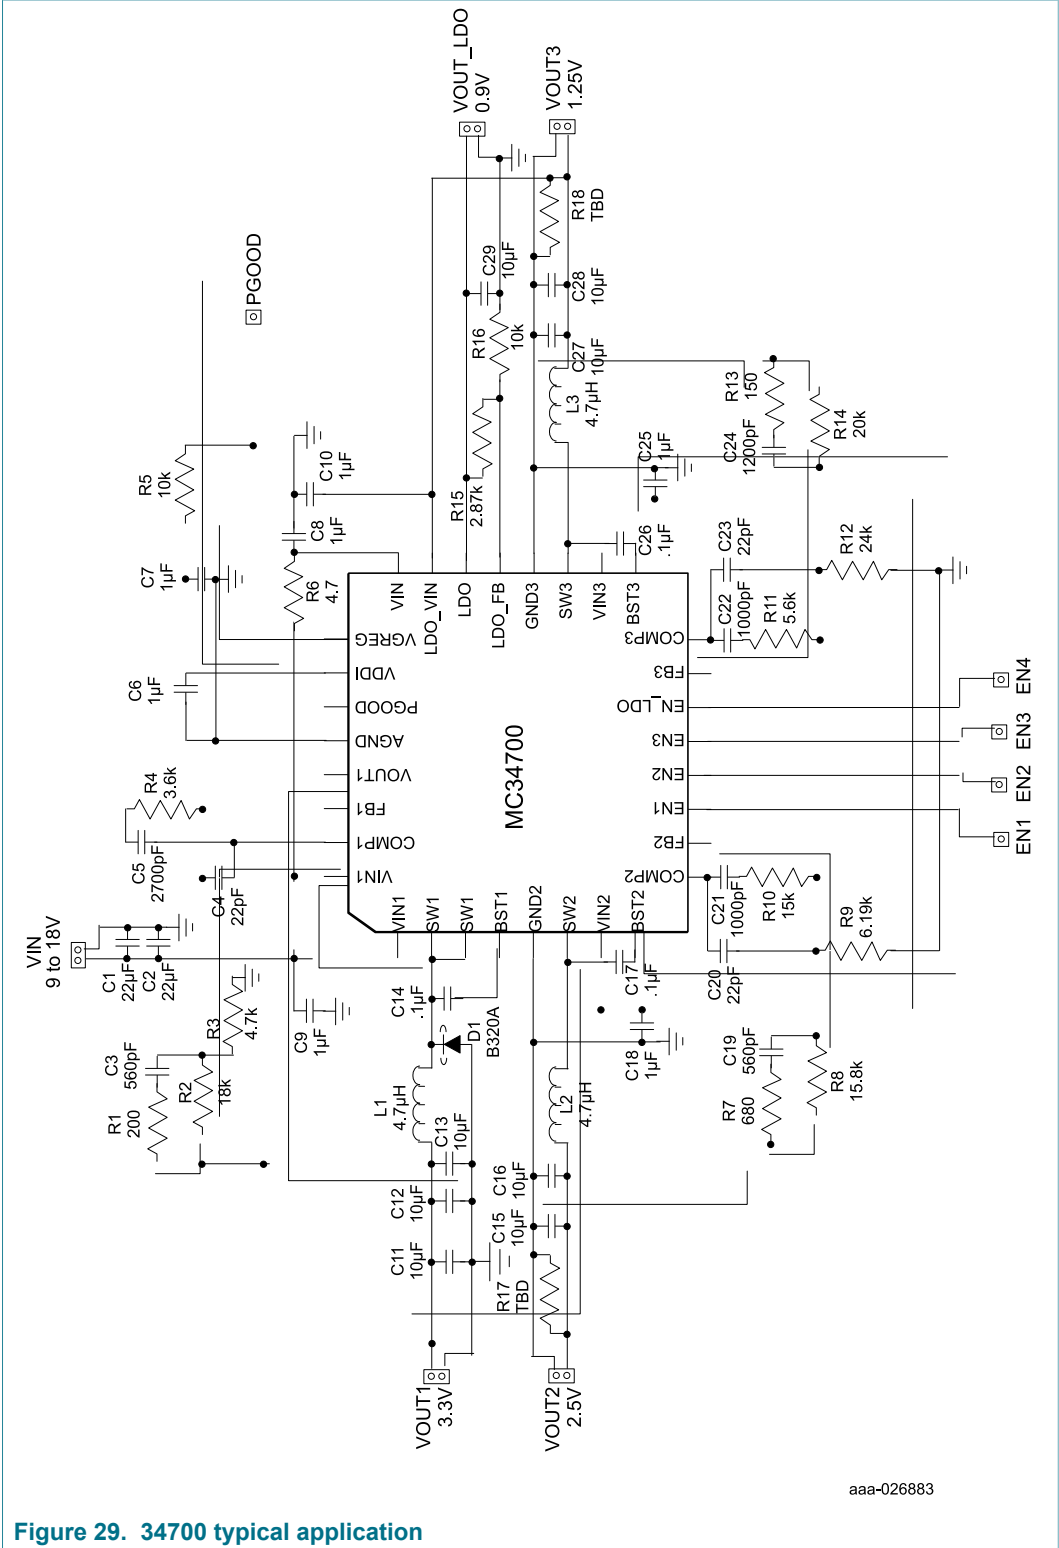 VOUT_LDO
0.9V
VOUT3
1.25V
PGOOD
R18
TBD
C29
10µF
C28
10µF
R16
10k
C27
10µF
L3
4.7µH
R13
150
C24
1200pF
R14
20k
R5
10k
C10
1µF
C8
1µF
R15
2.87k
C25
.1µF
C26
.1µF
C23
22pF
R12
24k
C7
1µF
R6
4.7
C22
1000pF
R11
5.6k
VIN
LDO_VIN
LDO
LDO_FB
GND3
SW3
VIN3
BST3
VGREG
VDDI
PGOOD
AGND
VOUT1
FB1
COMP1
VIN1
COMP3
FB3
EN_LDO
EN3
EN2
EN1
FB2
COMP2
MC34700
VIN1
SW1
SW1
BST1
GND2
SW2
VIN2
BST2
C6
1µF
R4
3.6k
C5
2700pF
C4
22pF
EN4
EN3
EN2
EN1
VIN
9 to 18V
C1
22µF
C2
22µF
R3
4.7k
C3
560pF
R1
200
R2
18k
C9
1µF
C14
.1µF
D1
B320A
C17
.1µF
C18
1µF
C21
1000pF
R10
15k
C20
22pF
R9
6.19k
C19
560pF
R7
680
R8
15.8k
L1
4.7µH
C13
10µF
C12
10µF
C11
10µF
L2
4.7µH
C16
10µF
C15
10µF
R17
TBD
VOUT1
3.3V
VOUT2
2.5V
aaa-026883
Figure 29. 34700 typical application